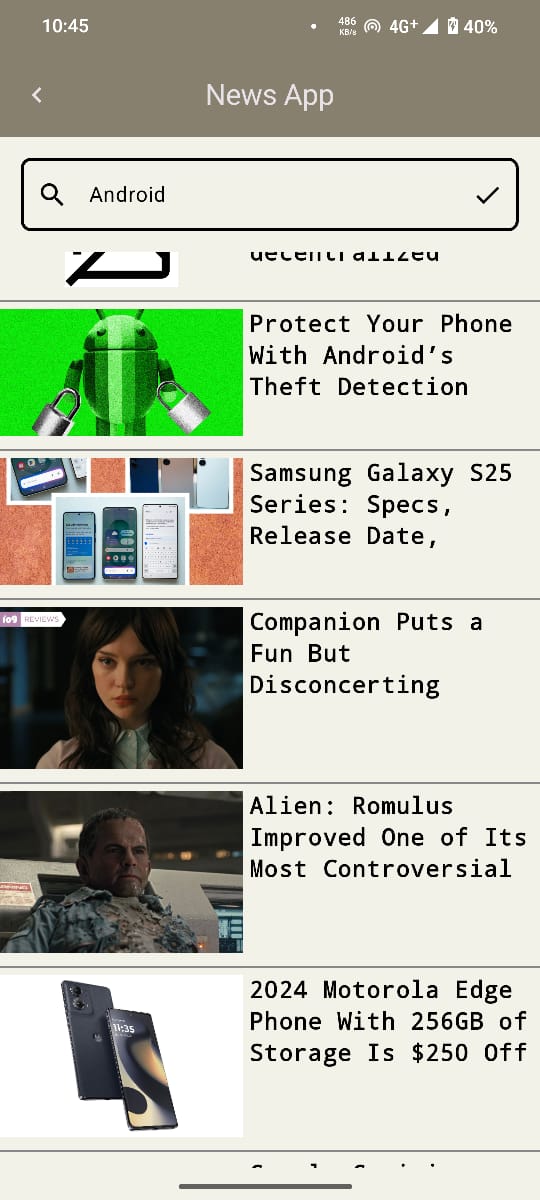 10:45
486
KB/s
4G+
40%
News App
Android
decentralized
Protect Your Phone
With Android’s
Theft Detection
Samsung Galaxy S25
Series: Specs,
Release Date,
io9 REVIEWS
Companion Puts a
Fun But
Disconcerting
Alien: Romulus
Improved One of Its
Most Controversial
11:35
2024 Motorola Edge
Phone With 256GB of
Storage Is $250 Off